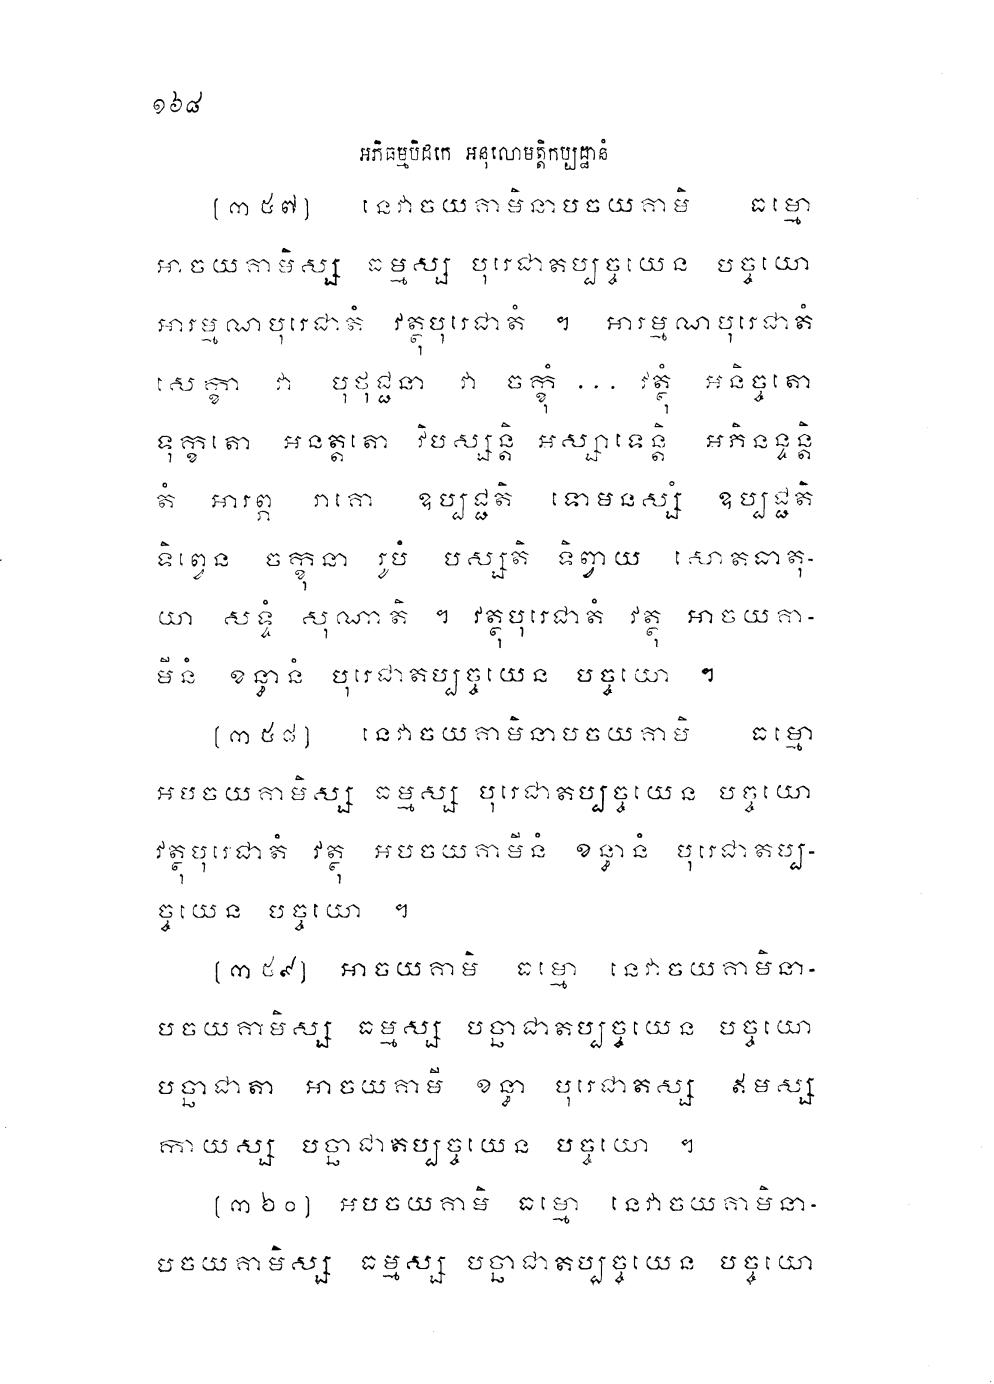 ១៦៨
អភិធម្មបិដកេ អនុលោមត្តិកប្បដ្ឋានំ
[៣៥៧] នេវាចយគាមិនាបចយគាមិ ធម្មោ
អាចយគាមិស្ស ធម្មស្ស បុរេជាតប្បច្ចយេន បច្ចយោ
អារម្មណបុរេជាតំ វត្ថុបុរេជាតំ ។ អារម្មណបុរេជាតំ
សេក្ខា វា បុថុជ្ជនា វា ចក្ខុំ ... វត្ថុំ អនិច្ចតោ
ទុក្ខតោ អនត្តតោ វិបស្សន្តិ អស្សាទេន្តិ អភិនន្ទន្តិ
តំ អារព្ភ រាគោ ឧប្បជ្ជតិ ទោមនស្សំ ឧប្បជ្ជតិ
ទិព្វេន ចក្ខុនា រូបំ បស្សតិ ទិព្វាយ សោតធាតុ-
យា សទ្ទំ សុណាតិ ។ វត្ថុបុរេជាតំ វត្ថុ អាចយគា-
មីនំ ខន្ធានំ បុរេជាតប្បច្ចយេន បច្ចយោ ។
[៣៥៨] នេវាចយគាមិនាបចយគាមិ ធម្មោ
អបចយគាមិស្ស ធម្មស្ស បុរេជាតប្បច្ចយេន បច្ចយោ
វត្ថុបុរេជាតំ វត្ថុ អបចយគាមីនំ ខន្ធានំ បុរេជាតប្ប-
ច្ចយេន បច្ចយោ ។
[៣៥៩] អាចយគាមិ ធម្មោ នេវាចយគាមិនា-
បចយគាមិស្ស ធម្មស្ស បច្ឆាជាតប្បច្ចយេន បច្ចយោ
បច្ឆាជាតា អាចយគាមី ខន្ធា បុរេជាតស្ស ឥមស្ស
កាយស្ស បច្ឆាជាតប្បច្ចយេន បច្ចយោ ។
[៣៦០] អបចយគាមិ ធម្មោ នេវាចយគាមិនា-
បចយគាមិស្ស ធម្មស្ស បច្ឆាជាតប្បច្ចយេន បច្ចយោ